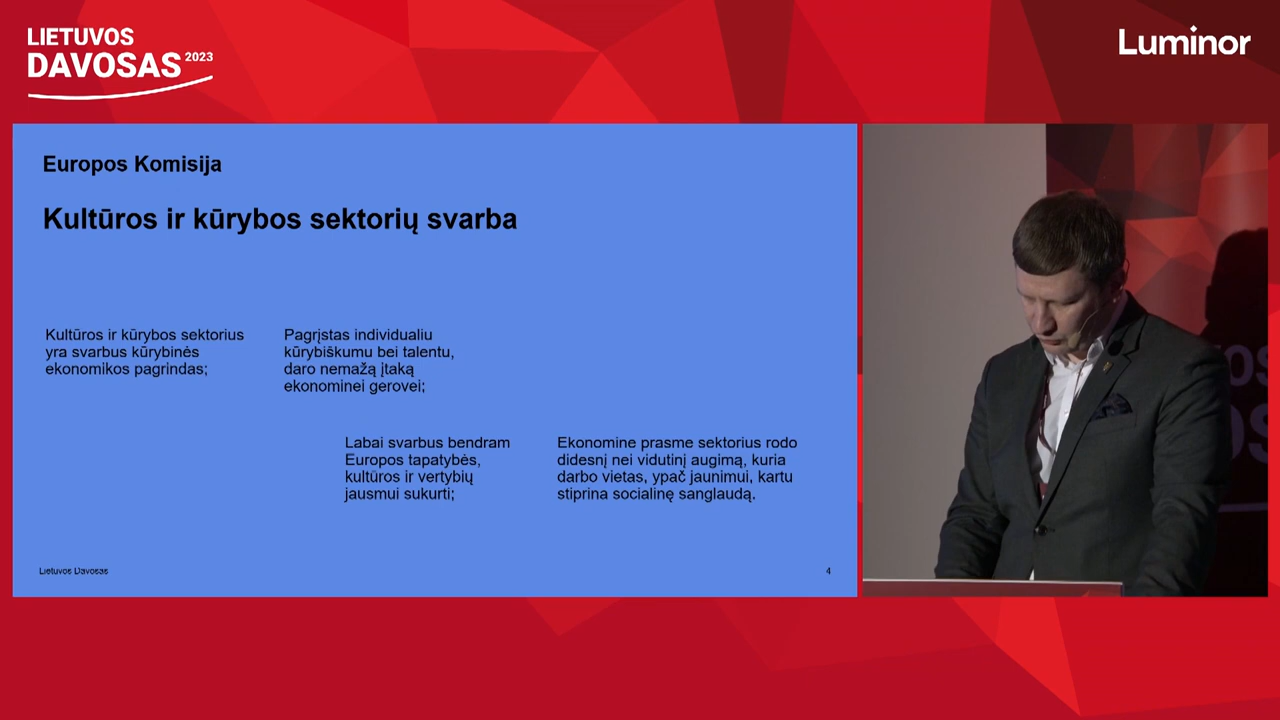 LIETUVOS
DAVOSAS 2023
Luminor
Europos Komisija
Kultūros ir kūrybos sektorių svarba
Kultūros ir kūrybos sektorius
yra svarbus kūrybinės
ekonomikos pagrindas;
Pagrįstas individualiu
kūrybiškumu bei talentu,
daro nemažą įtaką
ekonominei gerovei;
Labai svarbus bendram
Europos tapatybės,
kultūros ir vertybių
jausmui sukurti;
Ekonomine prasme sektorius rodo
didesnį nei vidutinį augimą, kuria
darbo vietas, ypač jaunimui, kartu
stiprina socialinę sanglaudą.
Lietuvos Davosas
4